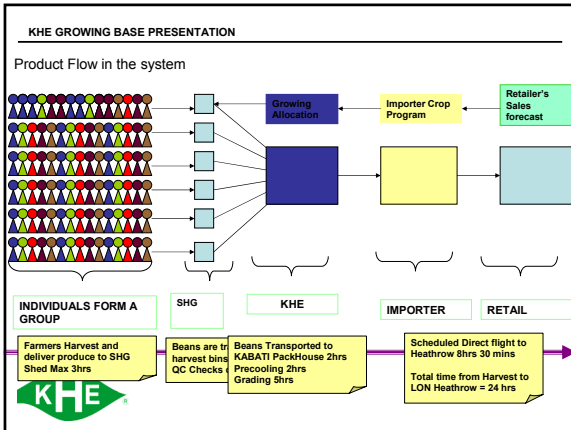 KHE GROWING BASE PRESENTATION
Product Flow in the system
Growing
Allocation
Importer Crop
Program
Retailer's
Sales
forecast
INDIVIDUALS FORM A
GROUP
SHG
KHE
IMPORTER
RETAIL
Farmers Harvest and
deliver produce to SHG
Shed Max 3hrs
Beans are
harvest bins
QC Checks
Beans Transported to
KABATI PackHouse 2hrs
Precooling 2hrs
Grading 5hrs
Scheduled Direct flight to
Heathrow 8hrs 30 mins
Total time from Harvest to
LON Heathrow = 24 hrs
KHE